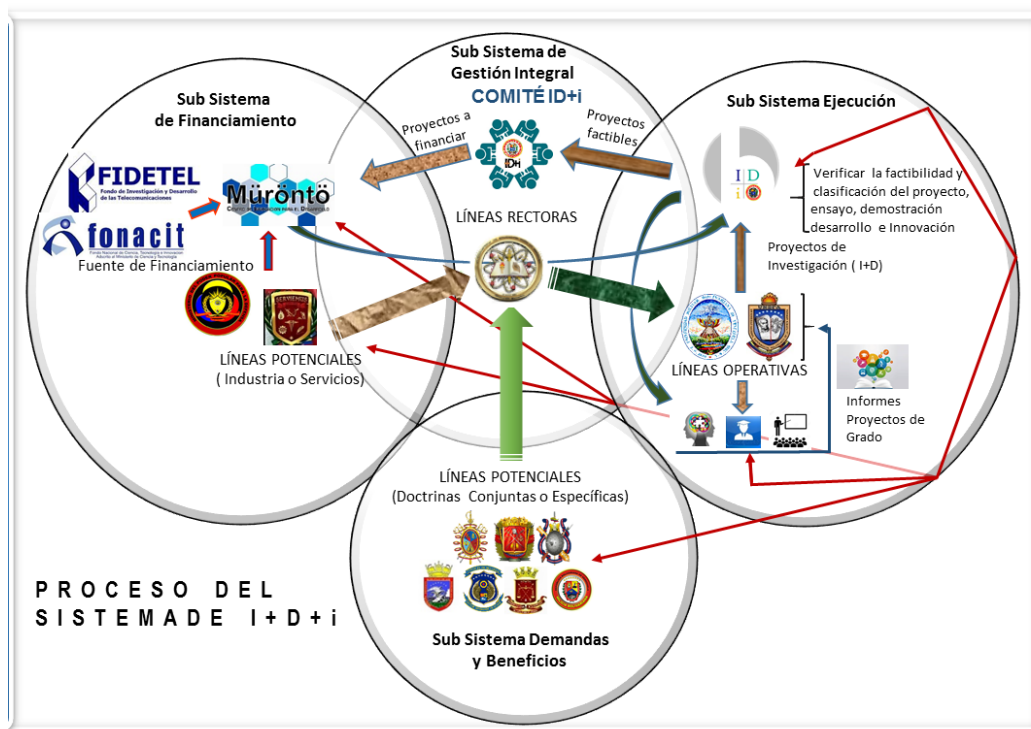 Sub Sistema de
Gestión Integral
COMITÉ ID+i
Sub Sistema
de Financiamiento
Sub Sistema Ejecución
Proyectos a
financiar
Proyectos
factibles
ID+i
FIDETEL
Fondo de Investigación y Desarrollo
de las Telecomunicaciones
Müröntö
fonacit
Fuente de Financiamiento
LÍNEAS RECTORAS
I D
i
Verificar la factibilidad y
clasificación del proyecto,
ensayo, demostración
desarrollo e Innovación
Proyectos de
Investigación ( I+D)
LÍNEAS POTENCIALES
( Industria o Servicios)
LÍNEAS OPERATIVAS
Informes
Proyectos de
Grado
LÍNEAS POTENCIALES
(Doctrinas Conjuntas o Específicas)
Sub Sistema Demandas
y Beneficios
PROCESO DEL
SISTEMADE I+D+i